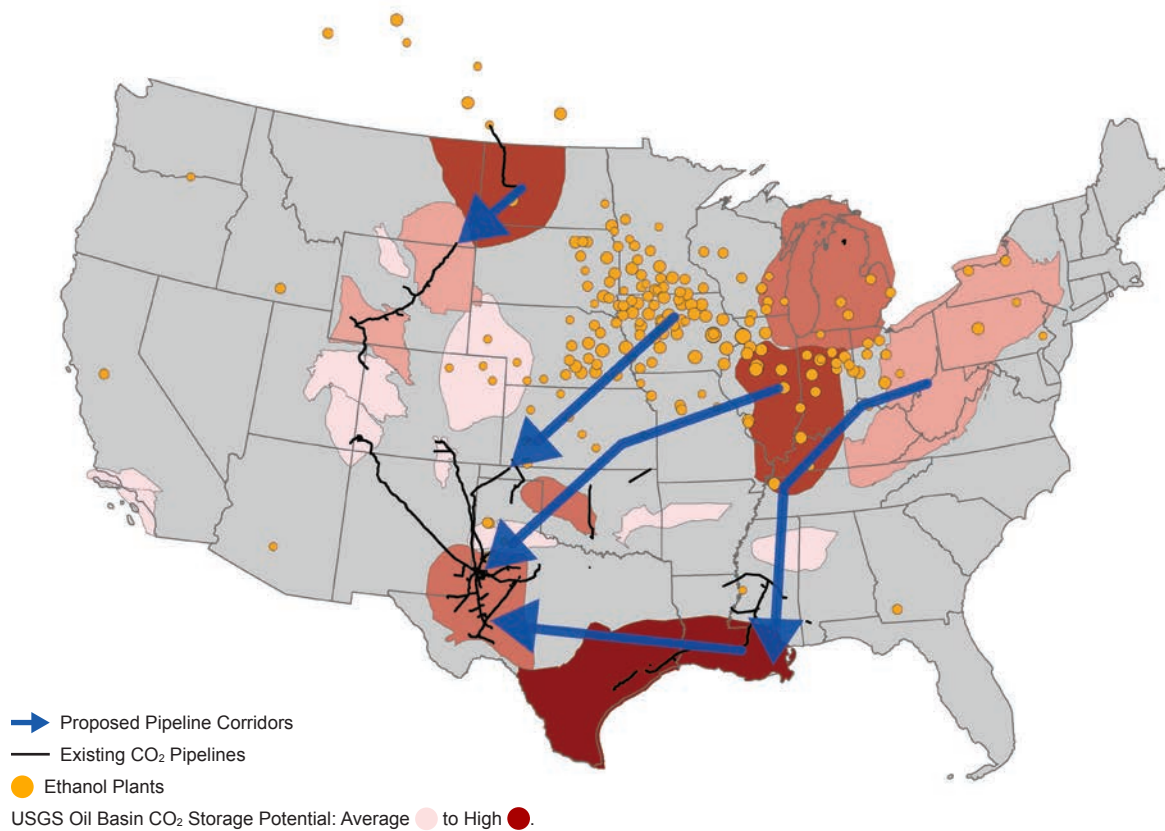 Proposed Pipeline Corridors
Existing CO₂ Pipelines
Ethanol Plants
USGS Oil Basin CO₂ Storage Potential: Average to High .